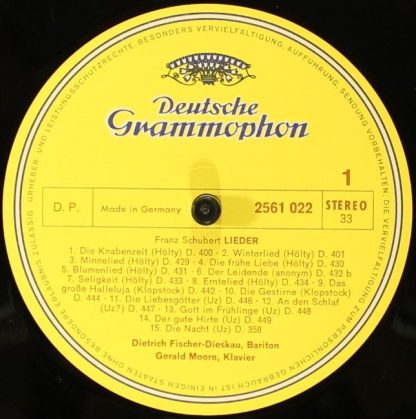 URHEBER- UND LEISTUNGSSCHUTZRECHTE, BESONDERS VERVIELFÄLTIGUNG, AUFFÜHRUNG, SENDUNG VORBEHALTEN · DIE VERVIELFÄLTIGUNG ZUM PERSÖNLICHEN GEBRAUCH IST IN EINIGEN STAATEN OHNE BESONDERE ERLAUBNIS ZULÄSSIG
Deutsche
Grammophon
1
D. P.
Made in Germany
2561 022
STEREO
33
Franz Schubert LIEDER
1. Die Knabenzeit (Hölty) D. 400 · 2. Winterlied (Hölty) D. 401
3. Minnelied (Hölty) D. 429 · 4. Die frühe Liebe (Hölty) D. 430
5. Blumenlied (Hölty) D. 431 · 6. Der Leidende (anonym) D. 432 b
7. Seligkeit (Hölty) D. 433 · 8. Erntelied (Hölty) D. 434 · 9. Das
große Halleluja (Klopstock) D. 442 · 10. Die Gestirne (Klopstock)
D. 444 · 11. Die Liebesgötter (Uz) D. 446 · 12. An den Schlaf
(Uz?) D. 447 · 13. Gott im Frühlinge (Uz) D. 448
14. Der gute Hirte (Uz) D. 449
15. Die Nacht (Uz) D. 358
Dietrich Fischer-Dieskau, Bariton
Gerald Moore, Klavier